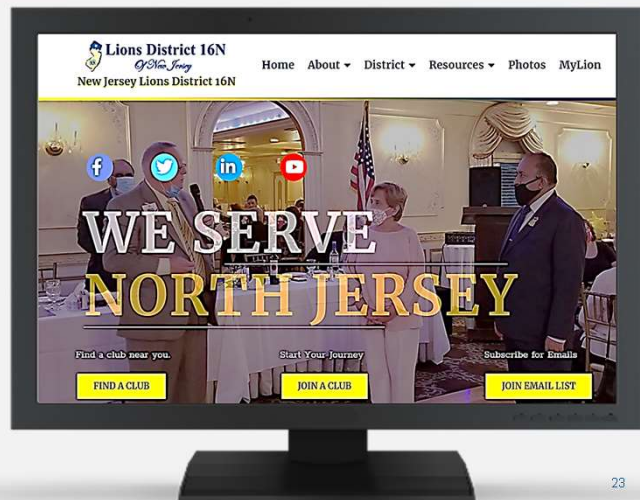 Lions District 16N
Of New Jersey
New Jersey Lions District 16N
Home About District Resources Photos MyLion
f
in
WE SERVE
NORTH JERSEY
Find a club near you.
Start Your Journey
Subscribe for Emails
FIND A CLUB
JOIN A CLUB
JOIN EMAIL LIST
23